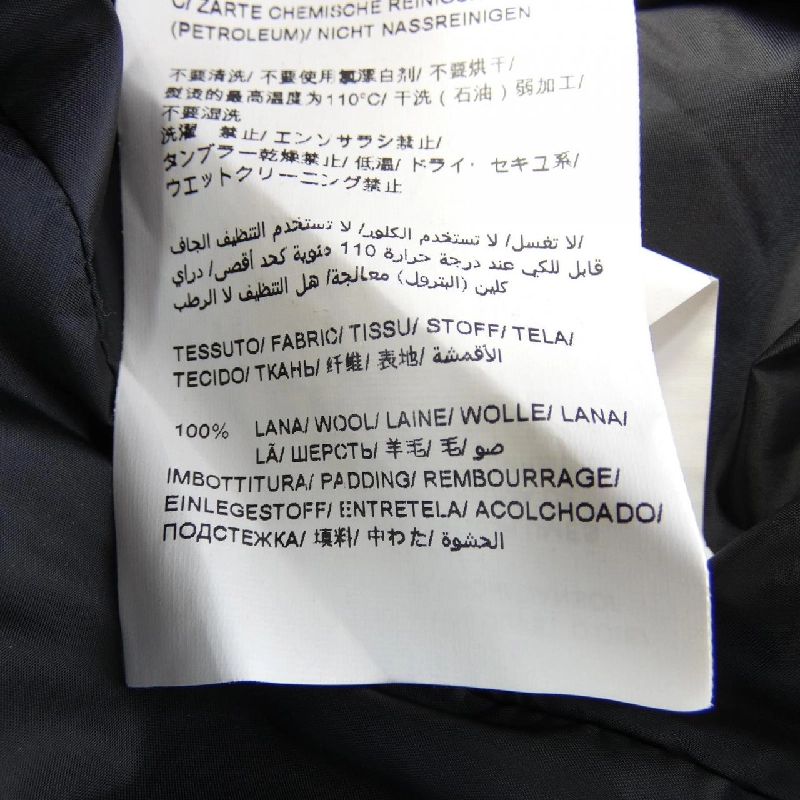 C/ ZARTE CHEMISCHE
(PETROLEUM)/ NICHT NASSREINIGEN
不要清洗/ 不要使用氯漂白剂/ 不要烘干/
熨烫的最高温度为110°C/ 干洗 ( 石油 ) 弱加工/
不要湿洗
洗濯 禁止/ エンソサラシ禁止/
タンブラー乾燥禁止/ 低温/ ドライ・ セキユ系/
ウエットクリーニング禁止
لا تغسل/ لا تستخدم الكلور/ لا تستخدم التنظيف الجاف/
قابل للكي عند درجة حرارة 110 مئوية كحد أقصى/ دراي
كلين (البترول) معالجة/ هل التنظيف لا الرطب
TESSUTO/ FABRIC/ TISSU/ STOFF/ TELA/
TECIDO/ ТКАНЬ/ 纤维/ 表地/ الأقمشة
100% LANA/ WOOL/ LAINE/ WOLLE/ LANA/
LÃ/ ШЕРСТЬ/ 羊毛/ 毛/ صو
IMBOTTITURA/ PADDING/ REMBOURRAGE/
EINLEGESTOFF/ ENTRETELA/ ACOLCHOADO/
ПОДСТЕЖКА/ 填料/ 中わた/ الحشوة